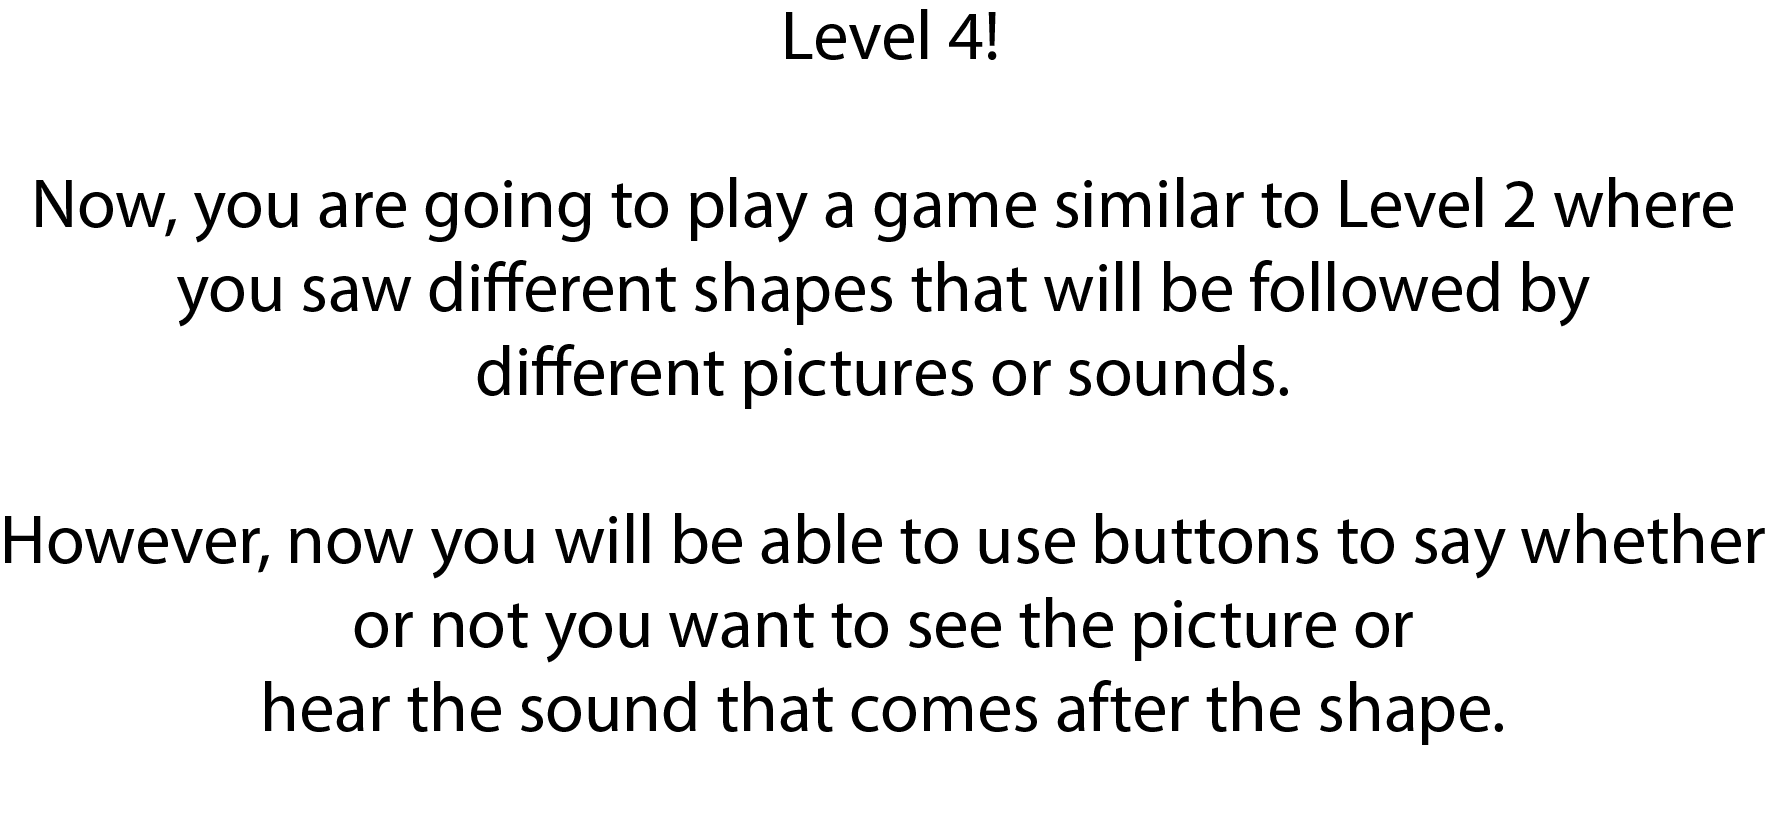 Level 4!
Now, you are going to play a game similar to Level 2 where
you saw different shapes that will be followed by
different pictures or sounds.
However, now you will be able to use buttons to say whether
or not you want to see the picture or
hear the sound that comes after the shape.